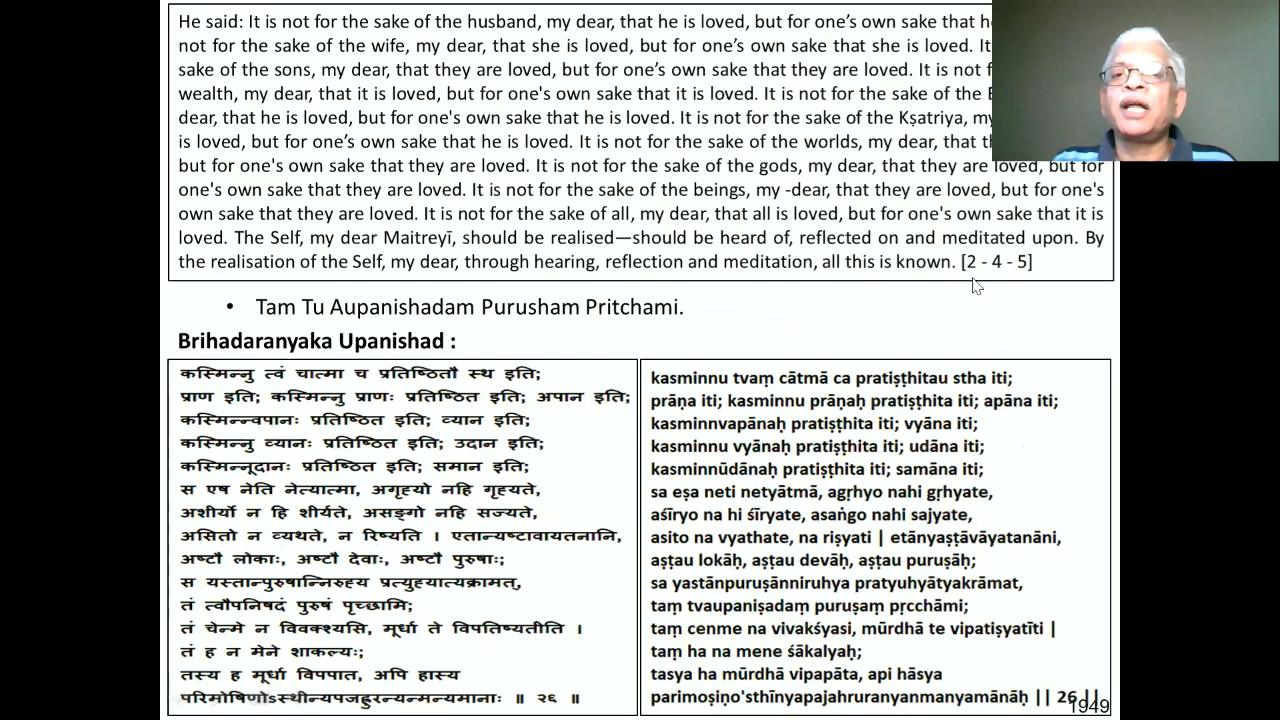 He said: It is not for the sake of the husband, my dear, that he is loved, but for one’s own sake that
not for the sake of the wife, my dear, that she is loved, but for one’s own sake that she is loved. It
sake of the sons, my dear, that they are loved, but for one’s own sake that they are loved. It is not
wealth, my dear, that it is loved, but for one's own sake that it is loved. It is not for the sake of the
dear, that he is loved, but for one's own sake that he is loved. It is not for the sake of the Kṣatriya, my
is loved, but for one’s own sake that he is loved. It is not for the sake of the worlds, my dear, that
but for one's own sake that they are loved. It is not for the sake of the gods, my dear, that they are loved, but for
one's own sake that they are loved. It is not for the sake of the beings, my -dear, that they are loved, but for one's
own sake that they are loved. It is not for the sake of all, my dear, that all is loved, but for one's own sake that it is
loved. The Self, my dear Maitreyī, should be realised—should be heard of, reflected on and meditated upon. By
the realisation of the Self, my dear, through hearing, reflection and meditation, all this is known. [2 - 4 - 5]
• Tam Tu Aupanishadam Purusham Pritchami.
Brihadaranyaka Upanishad :
कस्मिन्नु त्वं चात्मा च प्रतिष्ठितौ स्थ इति;
प्राण इति; कस्मिन्नु प्राणः प्रतिष्ठित इति; अपान इति;
कस्मिन्न्वपानः प्रतिष्ठित इति; व्यान इति;
कस्मिन्नु व्यानः प्रतिष्ठित इति; उदान इति;
कस्मिन्नूदानः प्रतिष्ठित इति; समान इति;
स एष नेति नेत्यात्मा, अगृह्यो नहि गृह्यते,
अशीर्यो न हि शीर्यते, असङ्गो नहि सज्यते,
असितो न व्यथते, न रिष्यति । एतान्यष्टावायतनानि,
अष्टौ लोकाः, अष्टौ देवाः, अष्टौ पुरुषाः;
स यस्तान्पुरुषान्निरुह्य प्रत्युह्यात्यक्रामत्,
तं त्वौपनिषदं पुरुषं पृच्छामि;
तं चेन्मे न विवक्श्यसि, मूर्धा ते विपतिष्यतीति ।
तं ह न मेने शाकल्यः;
तस्य ह मूर्धा विपपात, अपि हास्य
परिमोषिणोऽस्थीन्यपजह्रुरन्यन्मन्यमानाः ॥ २६ ॥
kasminnu tvaṃ cātmā ca pratiṣṭhitau stha iti;
prāṇa iti; kasminnu prāṇaḥ pratiṣṭhita iti; apāna iti;
kasminnvapānaḥ pratiṣṭhita iti; vyāna iti;
kasminnu vyānaḥ pratiṣṭhita iti; udāna iti;
kasminnūdānaḥ pratiṣṭhita iti; samāna iti;
sa eṣa neti netyātmā, agṛhyo nahi gṛhyate,
aśīryo na hi śīryate, asaṅgo nahi sajyate,
asito na vyathate, na riṣyati | etānyaṣṭāvāyatanāni,
aṣṭau lokāḥ, aṣṭau devāḥ, aṣṭau puruṣāḥ;
sa yastānpuruṣānniruhya pratyuhyātyakrāmat,
taṃ tvaupaniṣadaṃ puruṣaṃ pṛcchāmi;
taṃ cenme na vivakśyasi, mūrdhā te vipatiṣyatīti |
taṃ ha na mene śākalyaḥ;
tasya ha mūrdhā vipapāta, api hāsya
parimoṣiṇo'sthīnyapajahruranyanmanyamānāḥ || 26 ||
1949